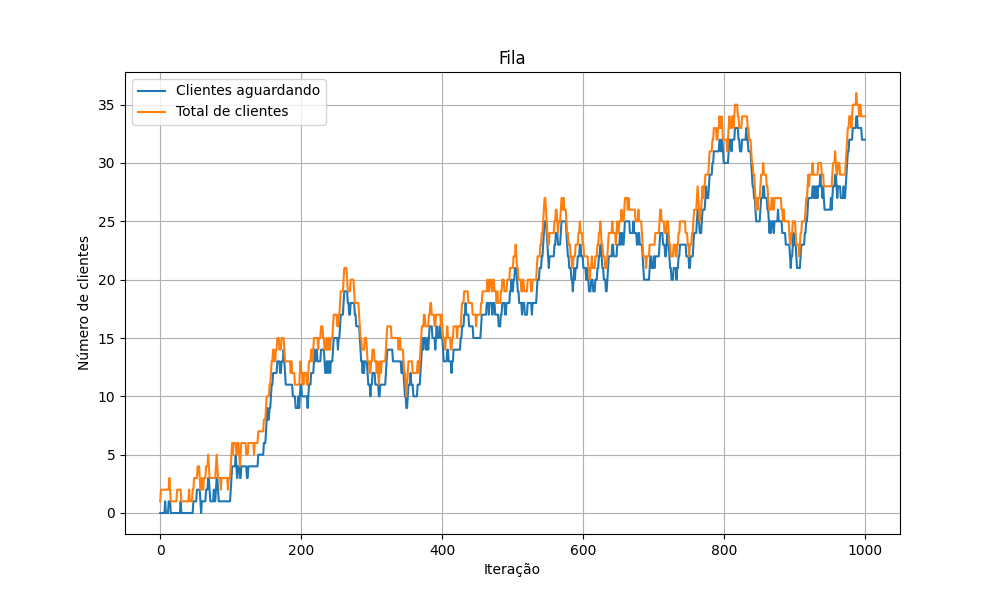 Fila
Clientes aguardando
Total de clientes
Número de clientes
35
30
25
20
15
10
5
0
0 200 400 600 800 1000
Iteração